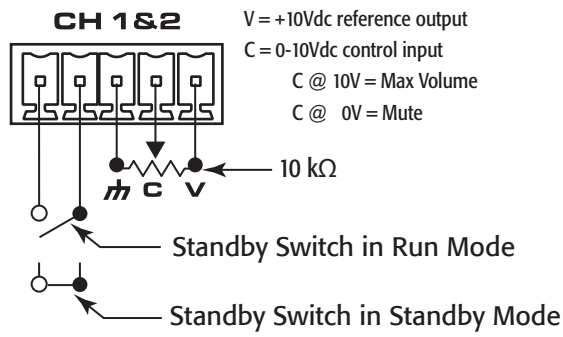 CH 1&2
V = +10Vdc reference output
C = 0-10Vdc control input
C @ 10V = Max Volume
C @ 0V = Mute
10 kΩ
C V
Standby Switch in Run Mode
Standby Switch in Standby Mode